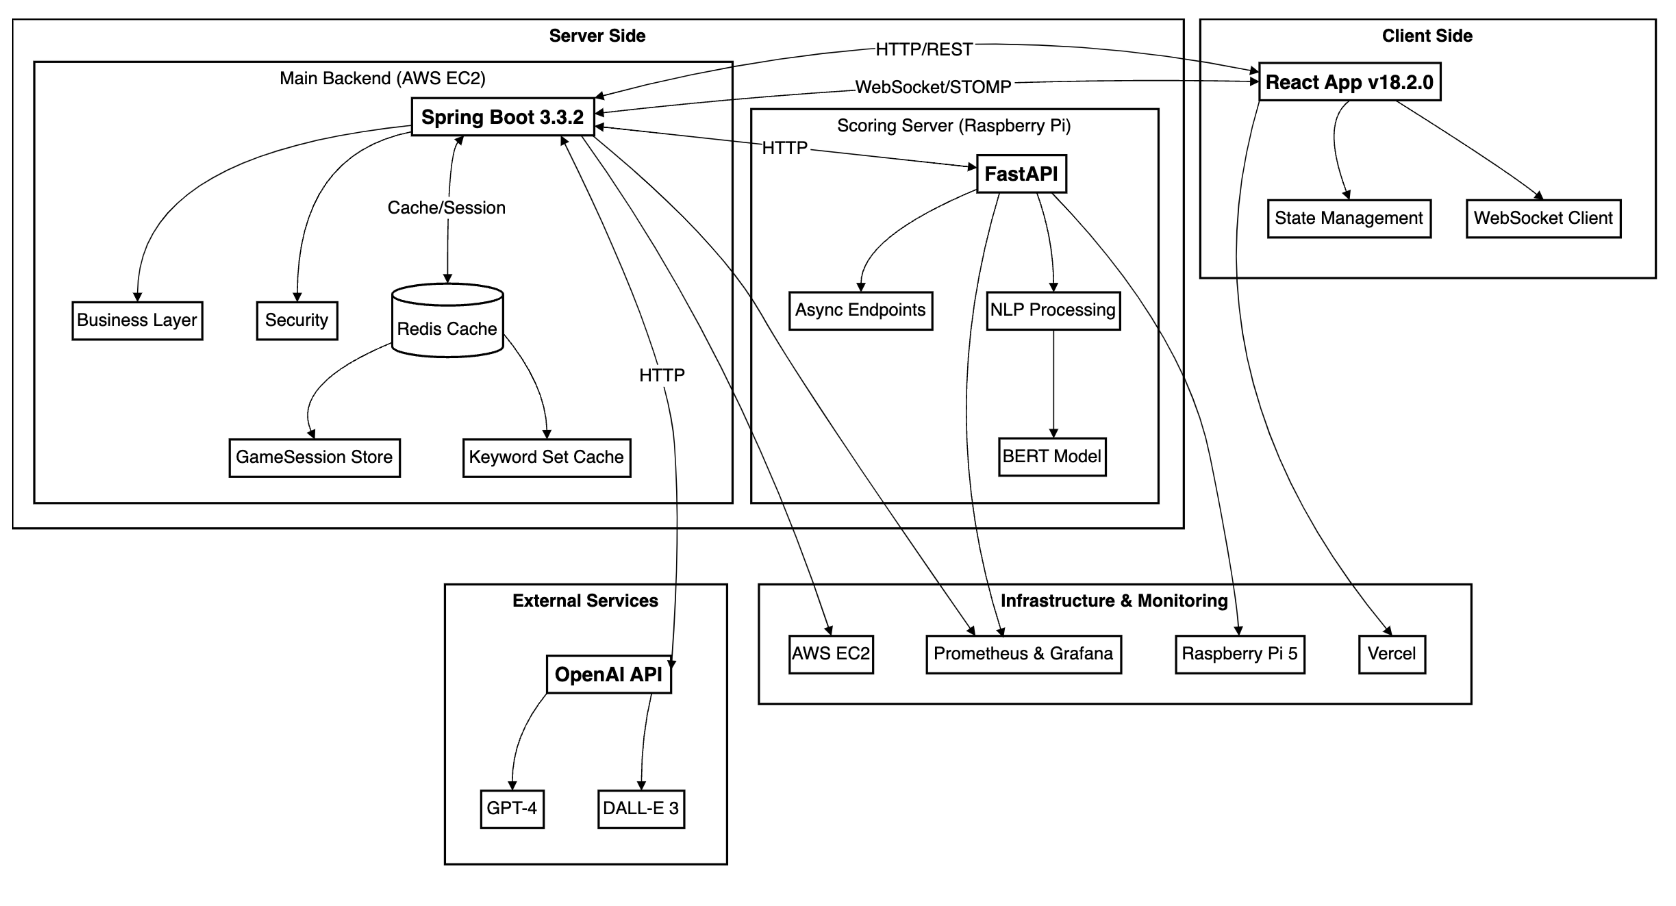 Server Side
Client Side
HTTP/REST
Main Backend (AWS EC2)
React App v18.2.0
WebSocket/STOMP
Spring Boot 3.3.2
Scoring Server (Raspberry Pi)
HTTP
FastAPI
Cache/Session
State Management
WebSocket Client
Business Layer
Security
Redis Cache
Async Endpoints
NLP Processing
HTTP
GameSession Store
Keyword Set Cache
BERT Model
External Services
Infrastructure & Monitoring
AWS EC2
Prometheus & Grafana
Raspberry Pi 5
Vercel
OpenAI API
GPT-4
DALL-E 3